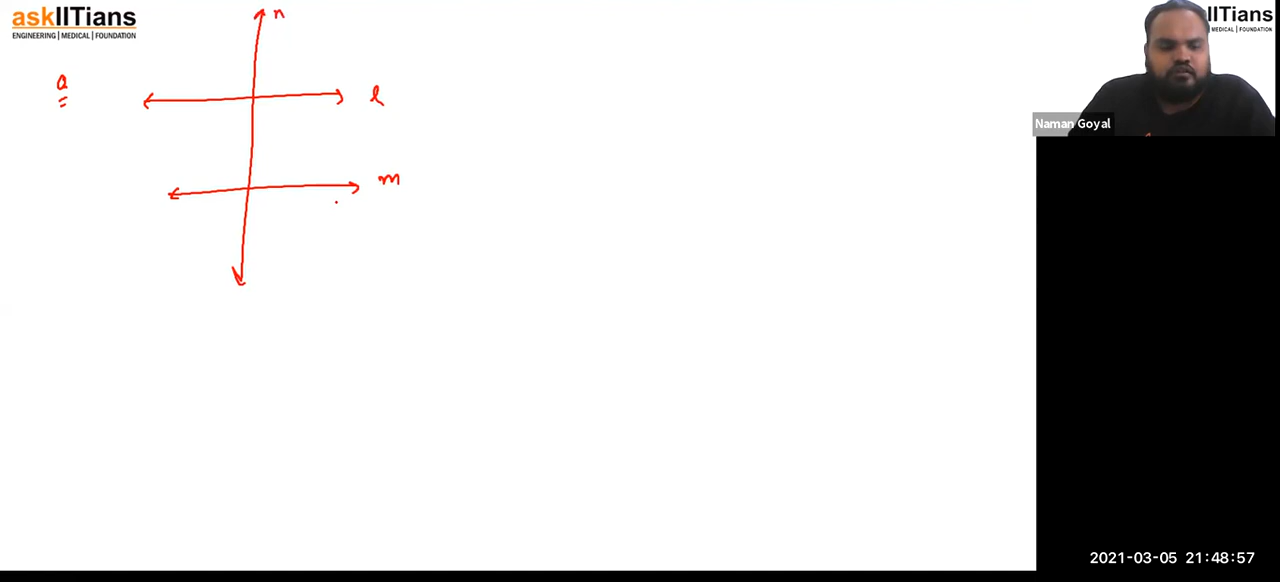 askIITians
ENGINEERING | MEDICAL | FOUNDATION
n
IITians
MEDICAL | FOUNDATION
Q
l
Naman Goyal
m
2021-03-05 21:48:57